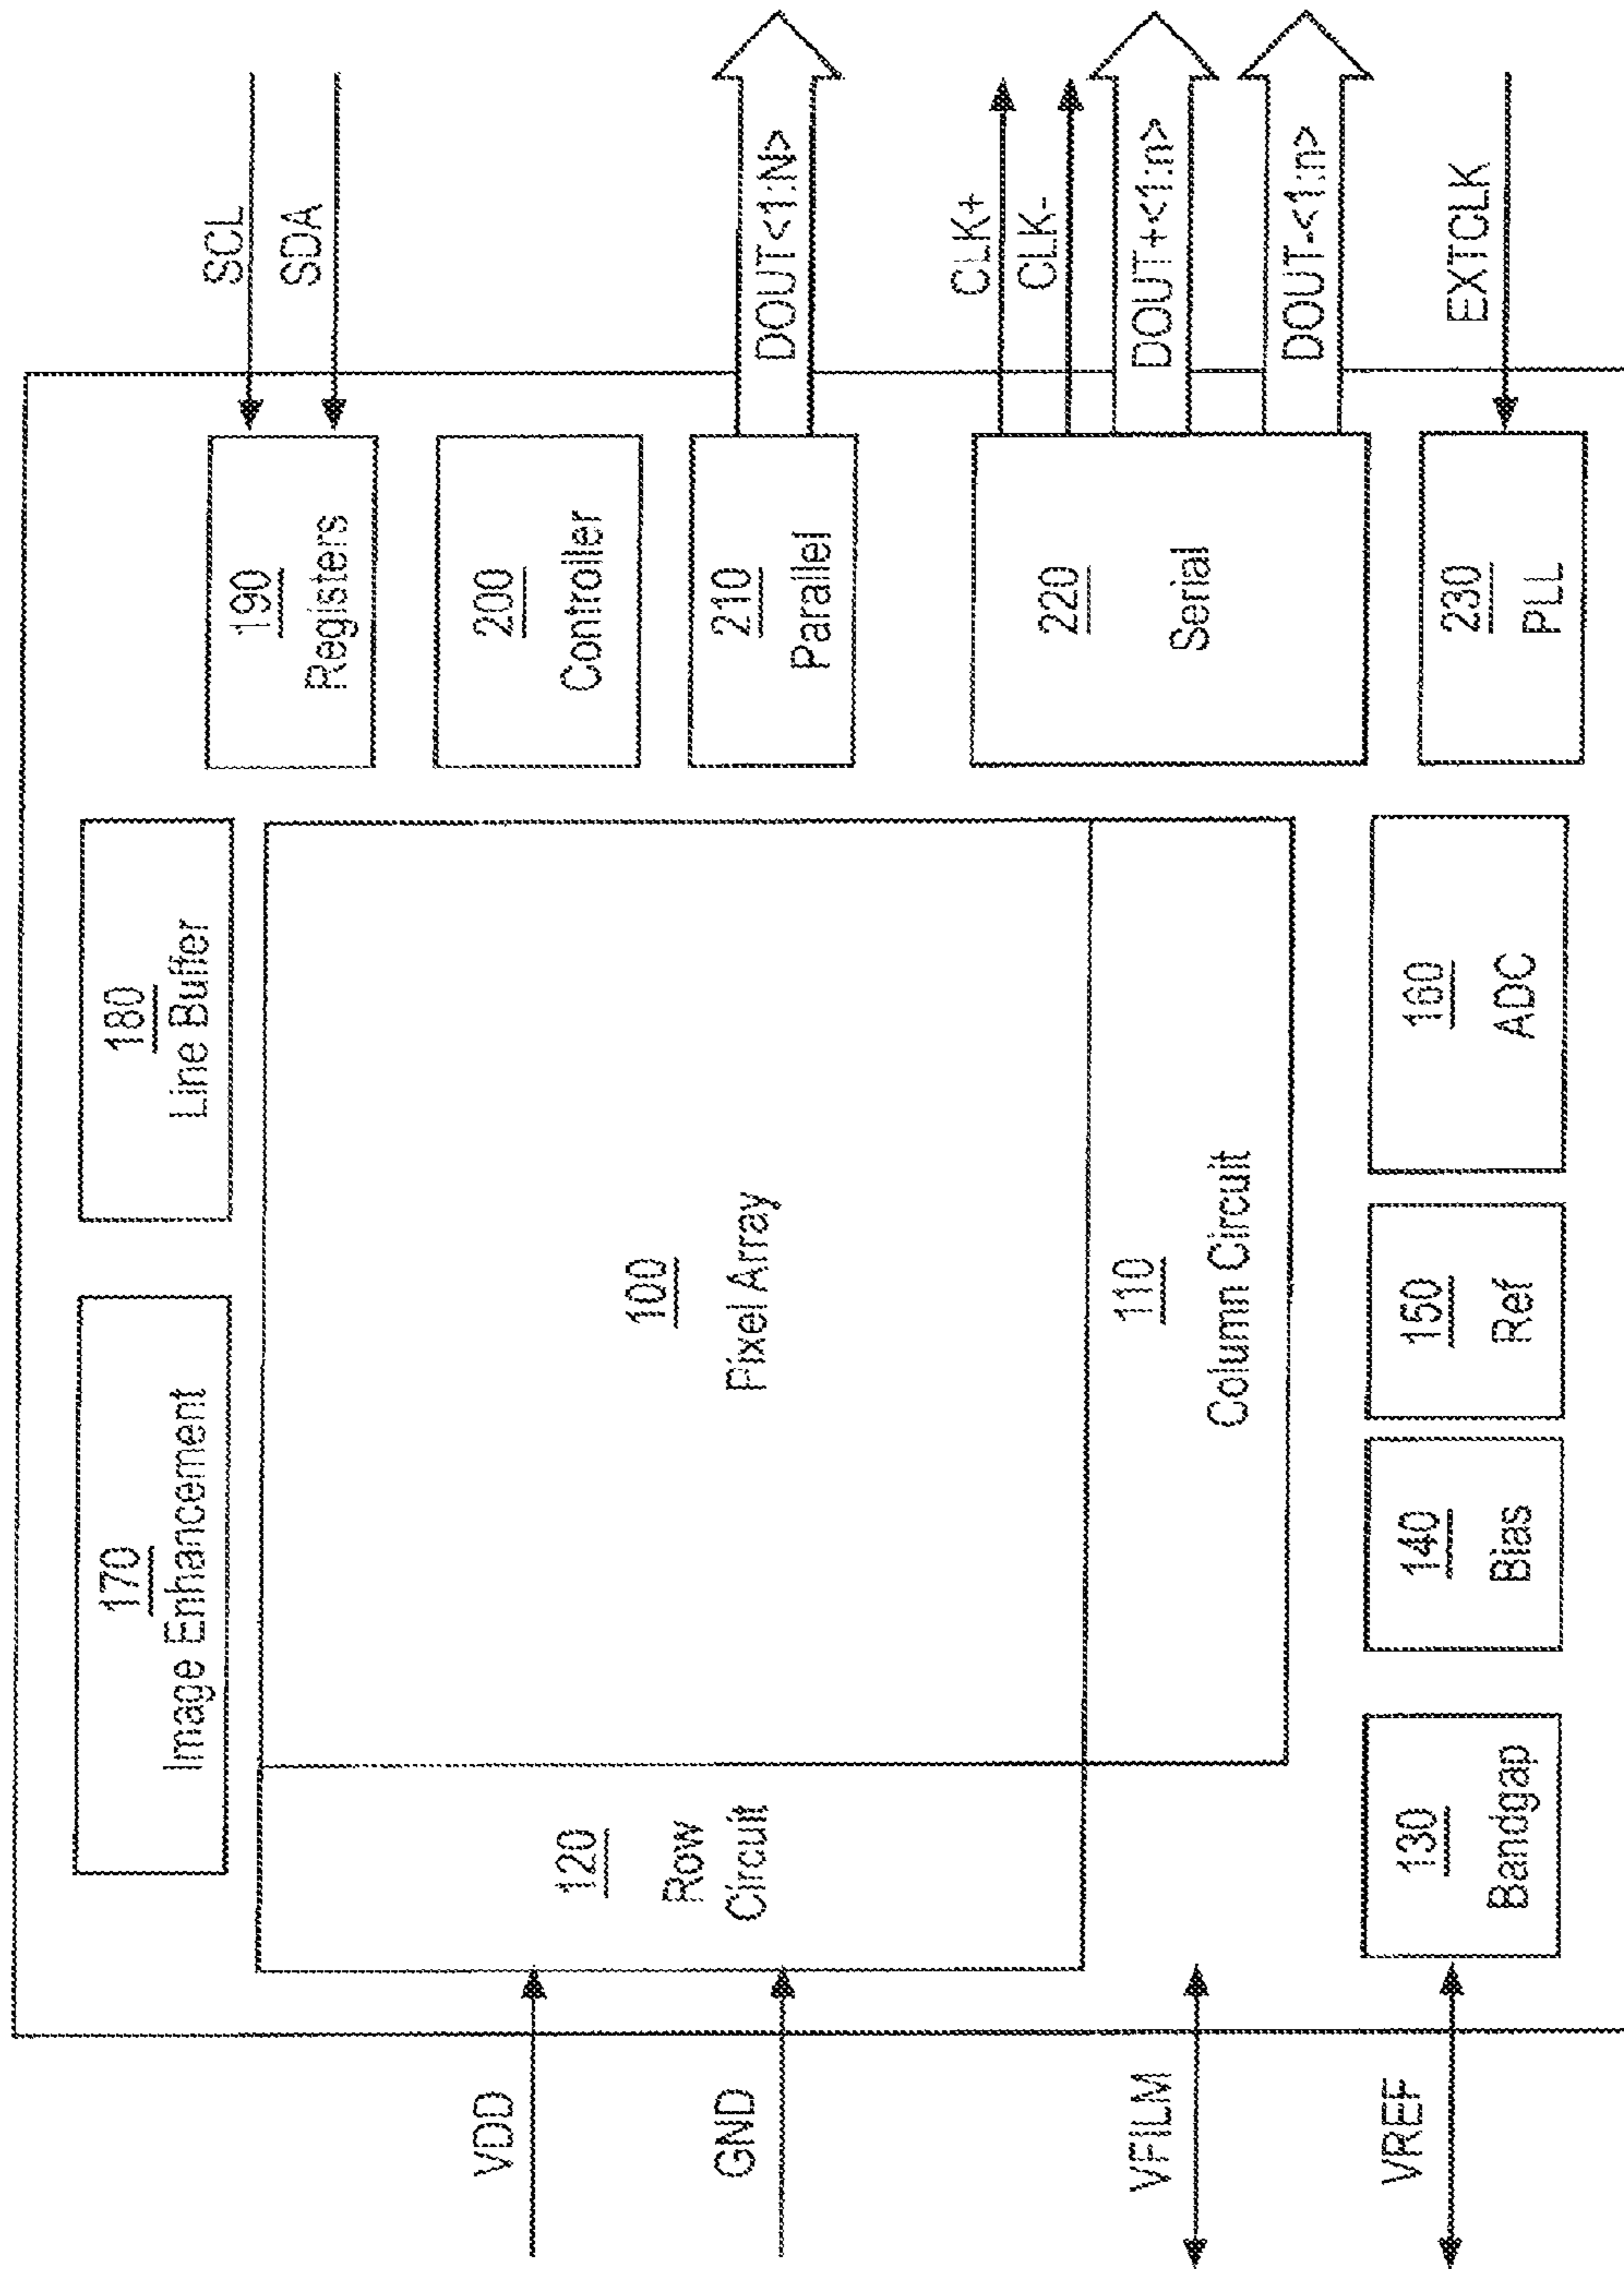 170
Image Enhancement
180
Line Buffer
VDD
GND
VFILM
VREF
120
Row
Circuit
100
Pixel Array
110
Column Circuit
130
Bandgap
140
Bias
150
Ref
160
ADC
190
Registers
200
Controller
210
Parallel
220
Serial
230
PLL
SCL
SDA
DOUT<1:N>
CLK+
CLK-
DOUT+<1:n>
DOUT-<1:n>
EXTCLK